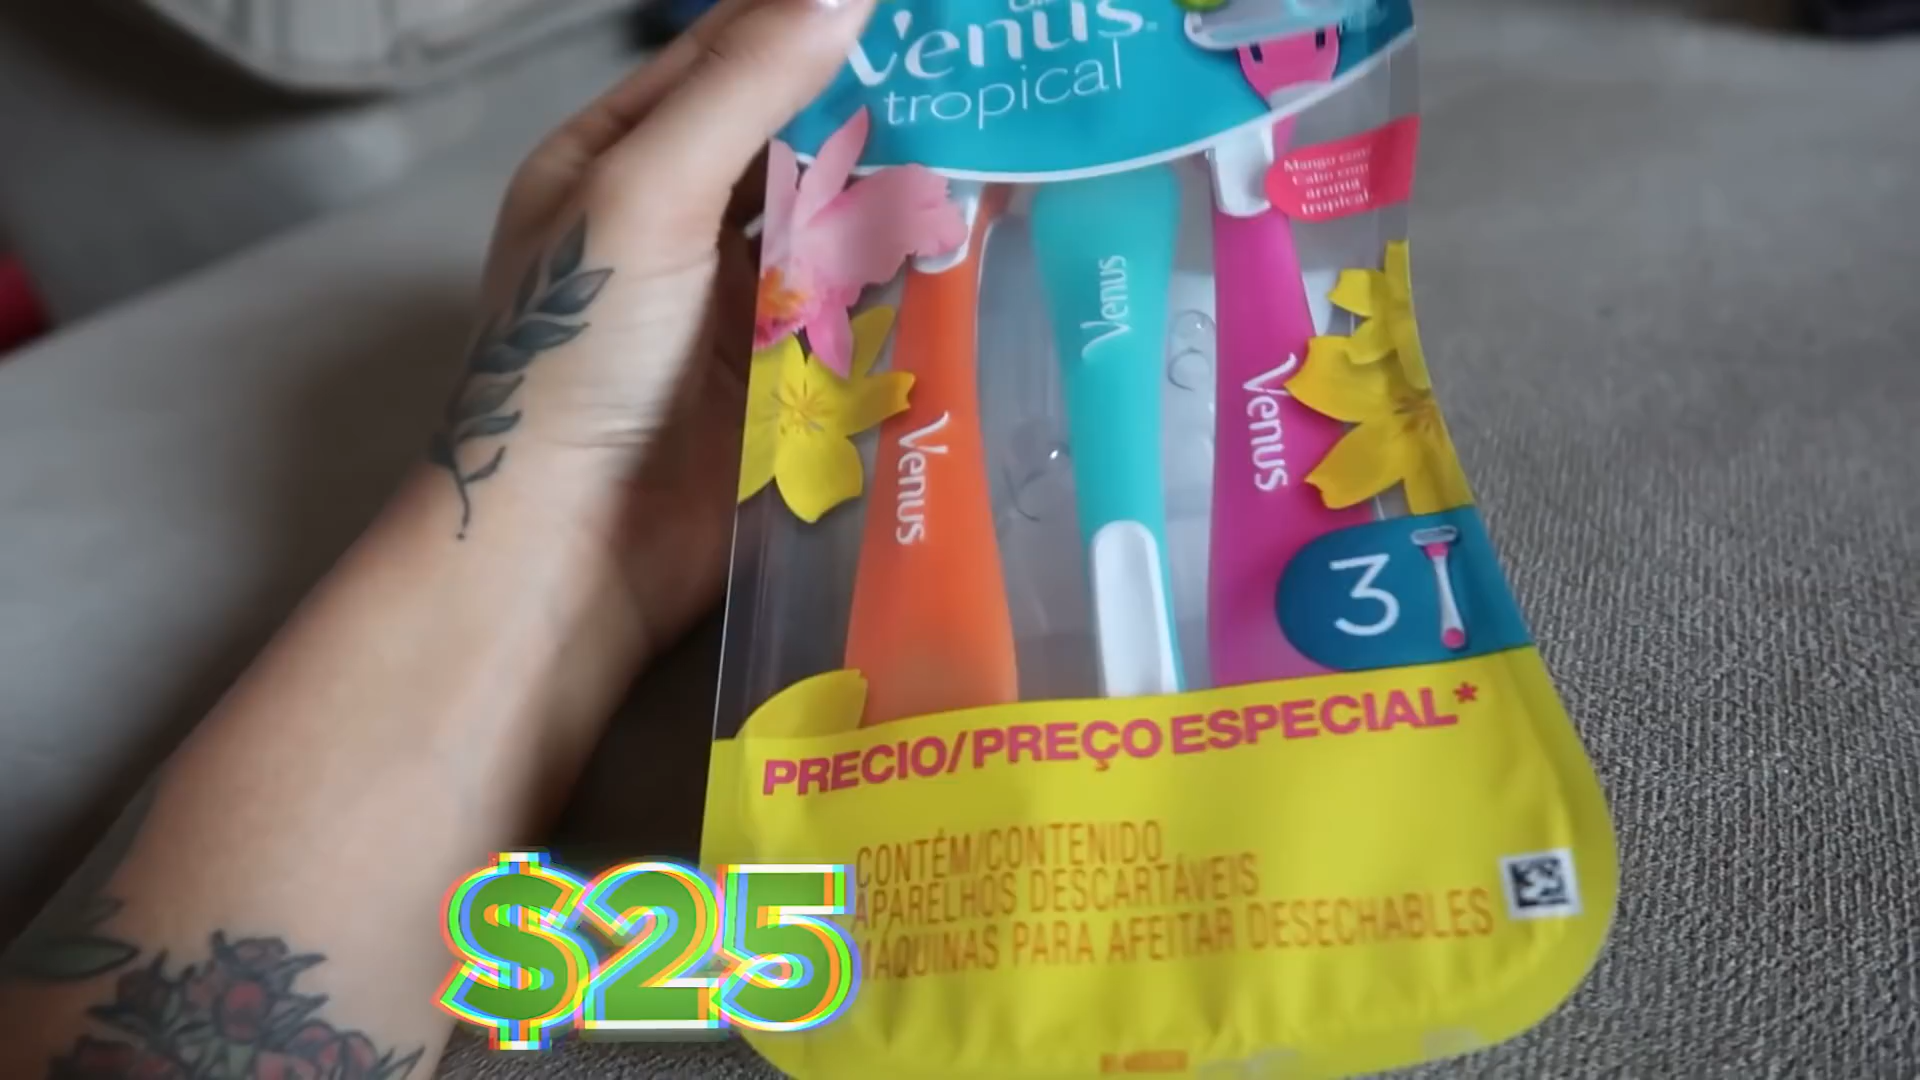 Venus
tropical
Mango con/
Cabo com
aroma
tropical
Venus
Venus
Venus
3
PRECIO/PREÇO ESPECIAL*
CONTÉM/CONTENIDO
APARELHOS DESCARTÁVEIS
MÁQUINAS PARA AFEITAR DESECHABLES
$25